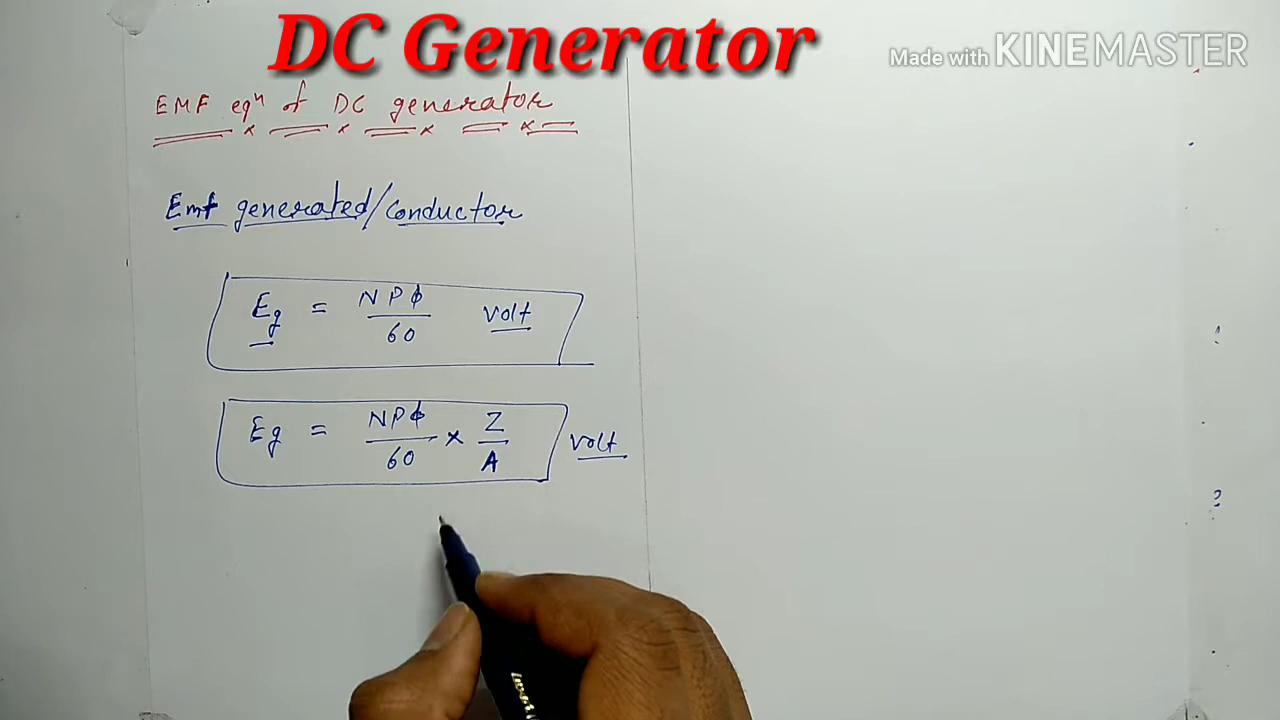 DC Generator
Made with KINEMASTER
EMF eqⁿ of DC generator
Emf generated/Conductor
Eg = NPϕ/60 Volt
Eg = NPϕ/60 × Z/A Volt